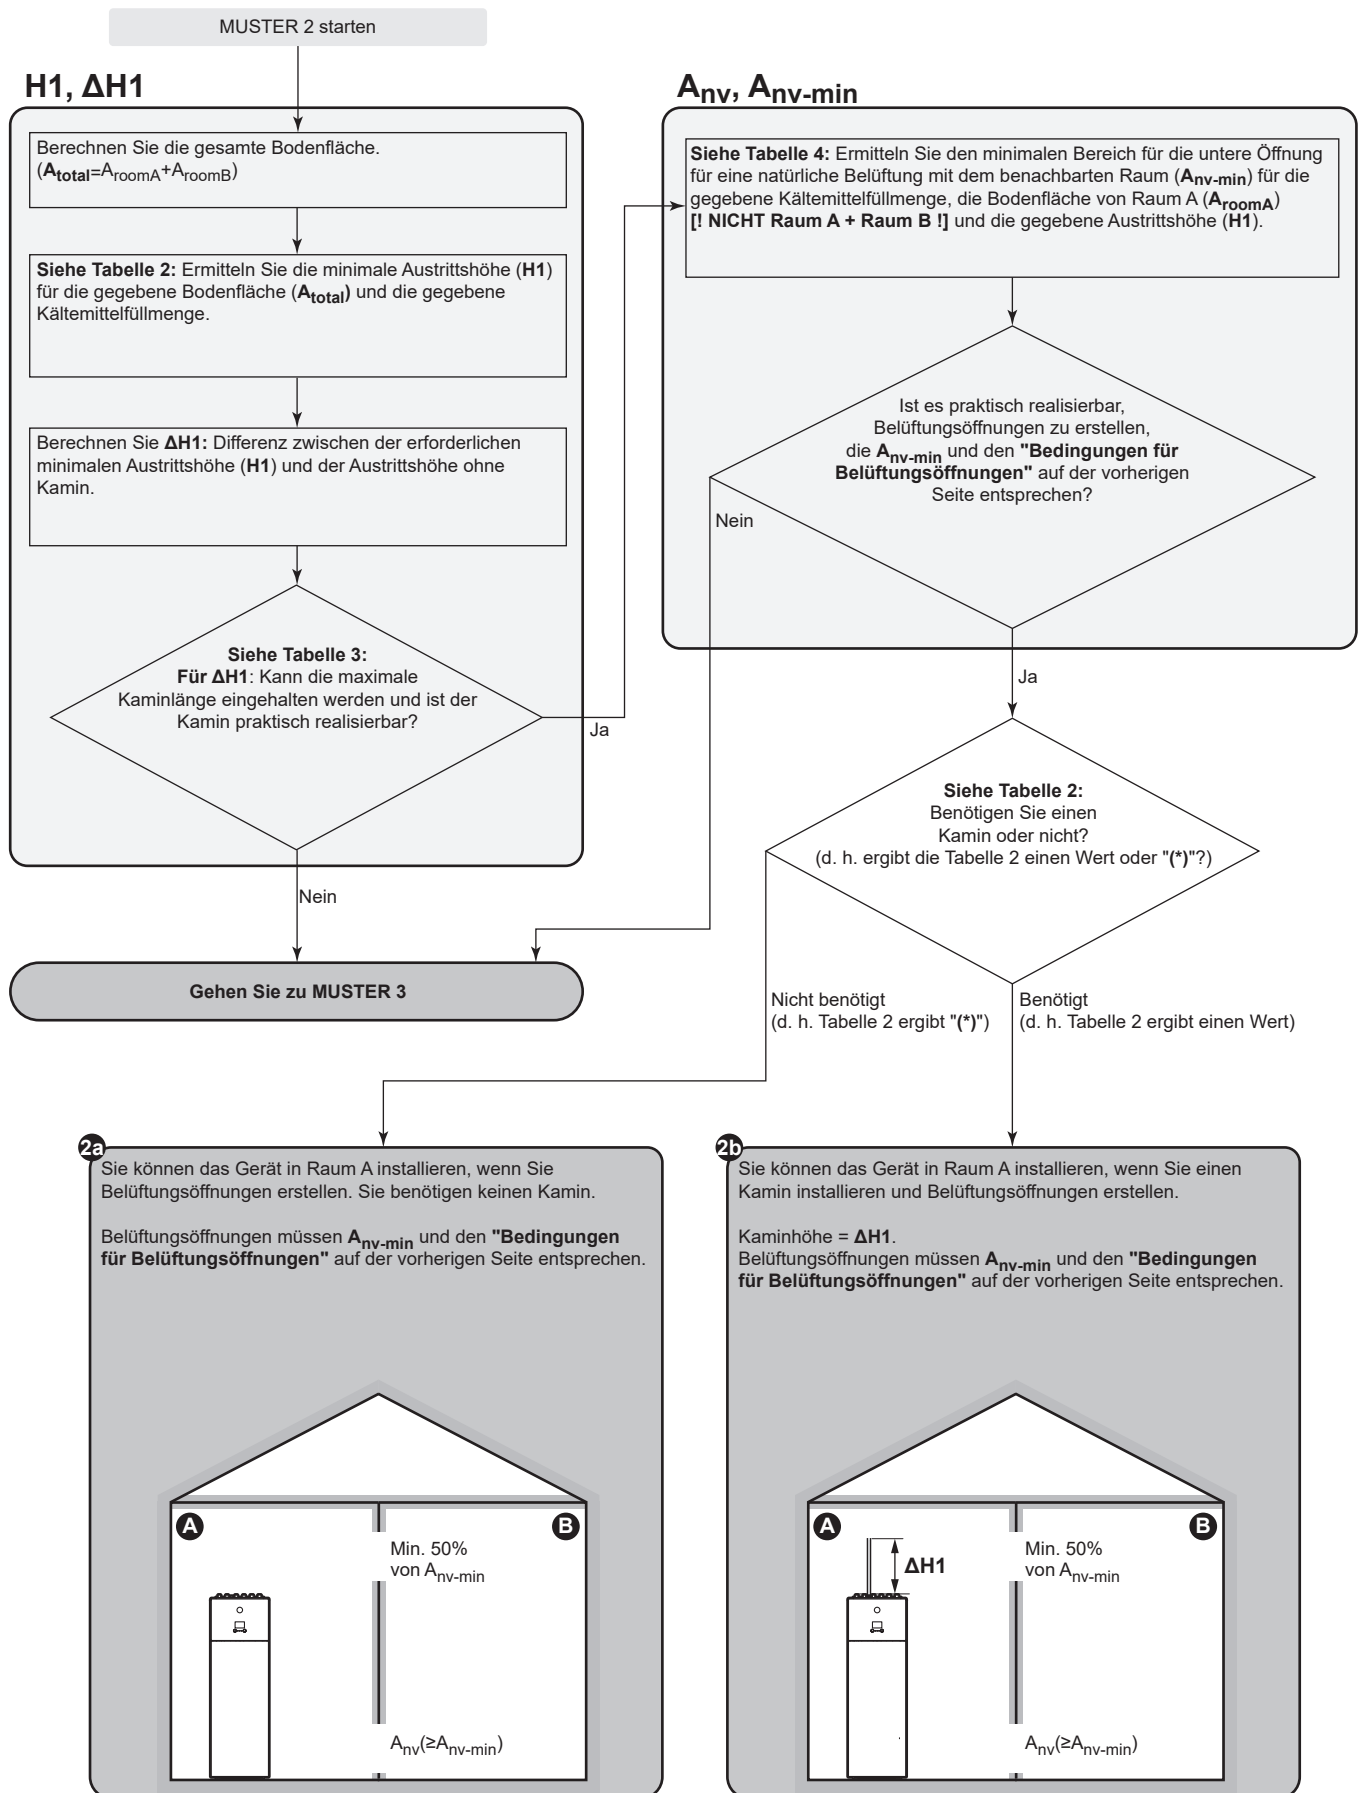 MUSTER 2 starten
H1, ΔH1
Berechnen Sie die gesamte Bodenfläche.
(Atotal=AroomA+AroomB)
Siehe Tabelle 2: Ermitteln Sie die minimale Austrittshöhe (H1)
für die gegebene Bodenfläche (Atotal) und die gegebene
Kältemittelfüllmenge.
Berechnen Sie ΔH1: Differenz zwischen der erforderlichen
minimalen Austrittshöhe (H1) und der Austrittshöhe ohne
Kamin.
Siehe Tabelle 3:
Für ΔH1: Kann die maximale
Kaminlänge eingehalten werden und ist der
Kamin praktisch realisierbar?
Ja
Nein
Gehen Sie zu MUSTER 3
Anv, Anv-min
Siehe Tabelle 4: Ermitteln Sie den minimalen Bereich für die untere Öffnung
für eine natürliche Belüftung mit dem benachbarten Raum (Anv-min) für die
gegebene Kältemittelfüllmenge, die Bodenfläche von Raum A (AroomA)
[! NICHT Raum A + Raum B !] und die gegebene Austrittshöhe (H1).
Ist es praktisch realisierbar,
Belüftungsöffnungen zu erstellen,
die Anv-min und den "Bedingungen für
Belüftungsöffnungen" auf der vorherigen
Seite entsprechen?
Nein
Ja
Siehe Tabelle 2:
Benötigen Sie einen
Kamin oder nicht?
(d. h. ergibt die Tabelle 2 einen Wert oder "(*)"?)
Nicht benötigt
(d. h. Tabelle 2 ergibt "(*)")
Benötigt
(d. h. Tabelle 2 ergibt einen Wert)
2a
Sie können das Gerät in Raum A installieren, wenn Sie
Belüftungsöffnungen erstellen. Sie benötigen keinen Kamin.
Belüftungsöffnungen müssen Anv-min und den "Bedingungen
für Belüftungsöffnungen" auf der vorherigen Seite entsprechen.
A
B
Min. 50%
von Anv-min
Anv(≥Anv-min)
2b
Sie können das Gerät in Raum A installieren, wenn Sie einen
Kamin installieren und Belüftungsöffnungen erstellen.
Kaminhöhe = ΔH1.
Belüftungsöffnungen müssen Anv-min und den "Bedingungen
für Belüftungsöffnungen" auf der vorherigen Seite entsprechen.
A
B
ΔH1
Min. 50%
von Anv-min
Anv(≥Anv-min)